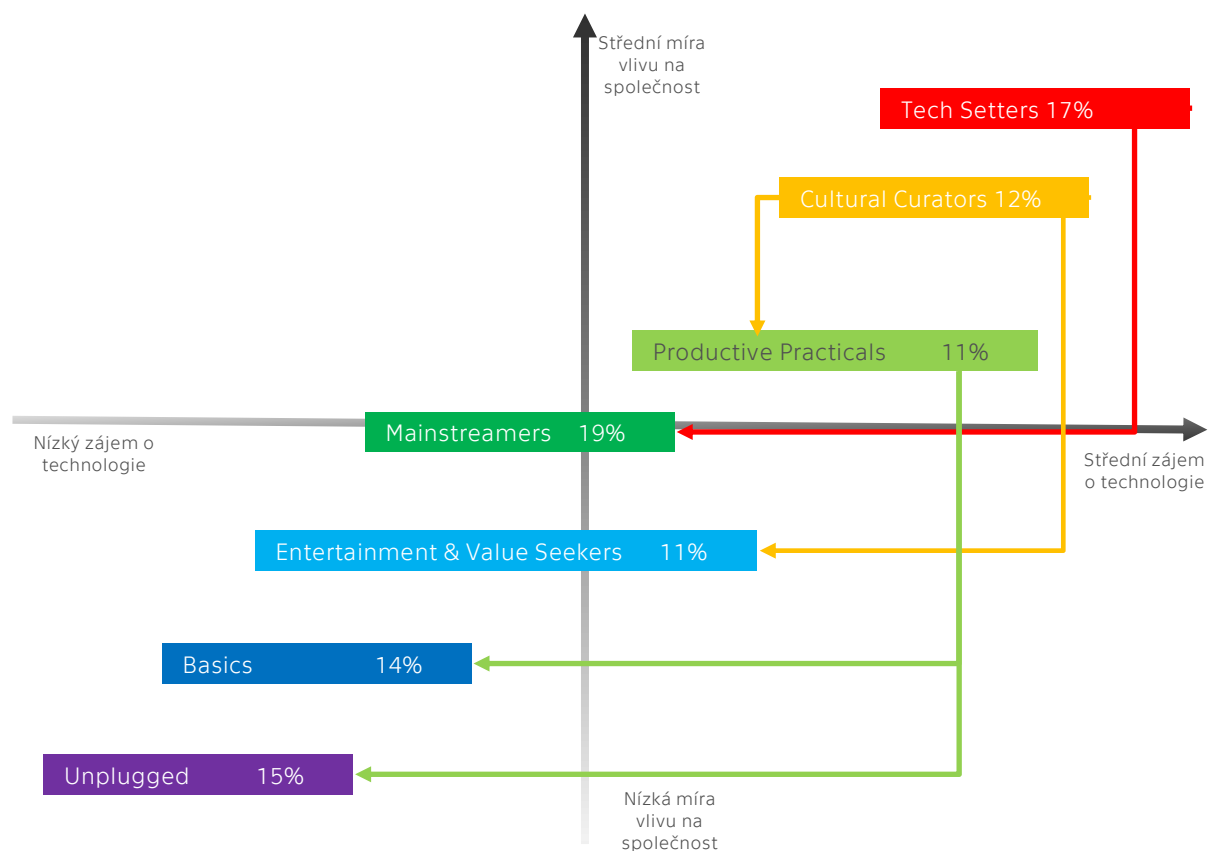 Střední míra
vlivu na
společnost
Tech Setters 17%
Cultural Curators 12%
Productive Practicals 11%
Mainstreamers 19%
Nízký zájem o
technologie
Střední zájem
o technologie
Entertainment & Value Seekers 11%
Basics 14%
Unplugged 15%
Nízká míra
vlivu na
společnost